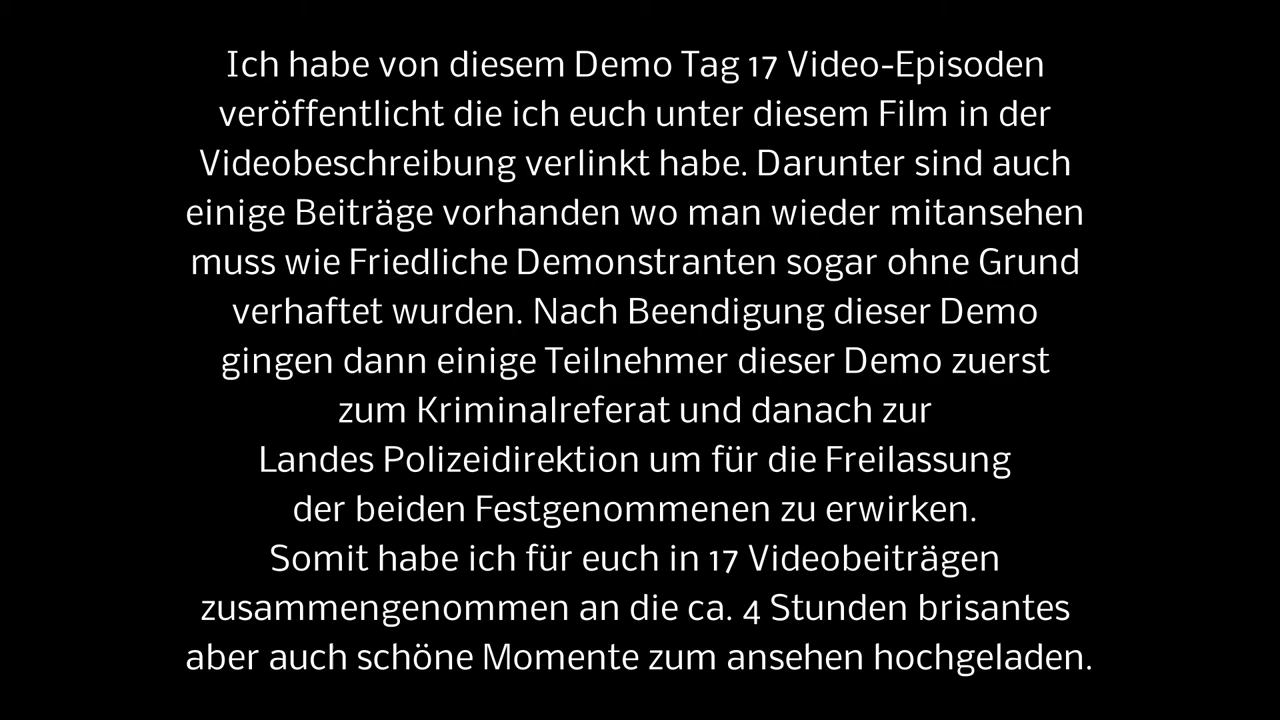 Ich habe von diesem Demo Tag 17 Video-Episoden
veröffentlicht die ich euch unter diesem Film in der
Videobeschreibung verlinkt habe. Darunter sind auch
einige Beiträge vorhanden wo man wieder mitansehen
muss wie Friedliche Demonstranten sogar ohne Grund
verhaftet wurden. Nach Beendigung dieser Demo
gingen dann einige Teilnehmer dieser Demo zuerst
zum Kriminalreferat und danach zur
Landes Polizeidirektion um für die Freilassung
der beiden Festgenommenen zu erwirken.
Somit habe ich für euch in 17 Videobeiträgen
zusammengenommen an die ca. 4 Stunden brisantes
aber auch schöne Momente zum ansehen hochgeladen.